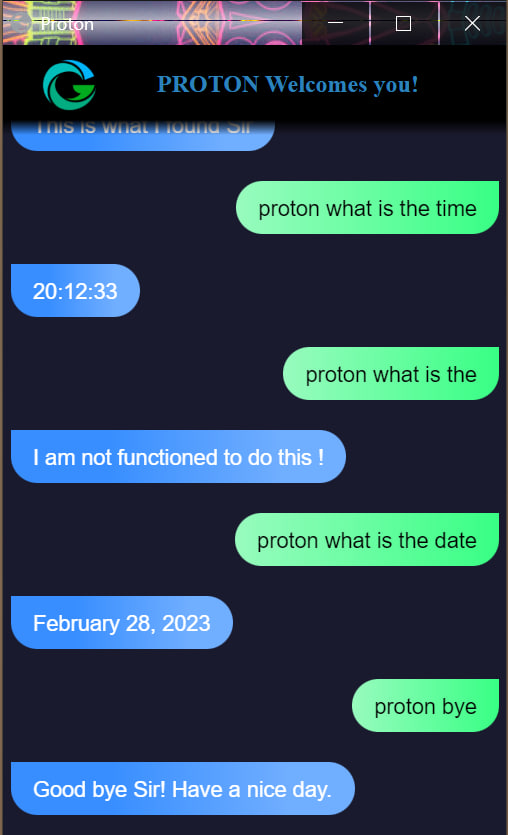 Proton
PROTON Welcomes you!
This is what I found Sir
proton what is the time
20:12:33
proton what is the
I am not functioned to do this !
proton what is the date
February 28, 2023
proton bye
Good bye Sir! Have a nice day.